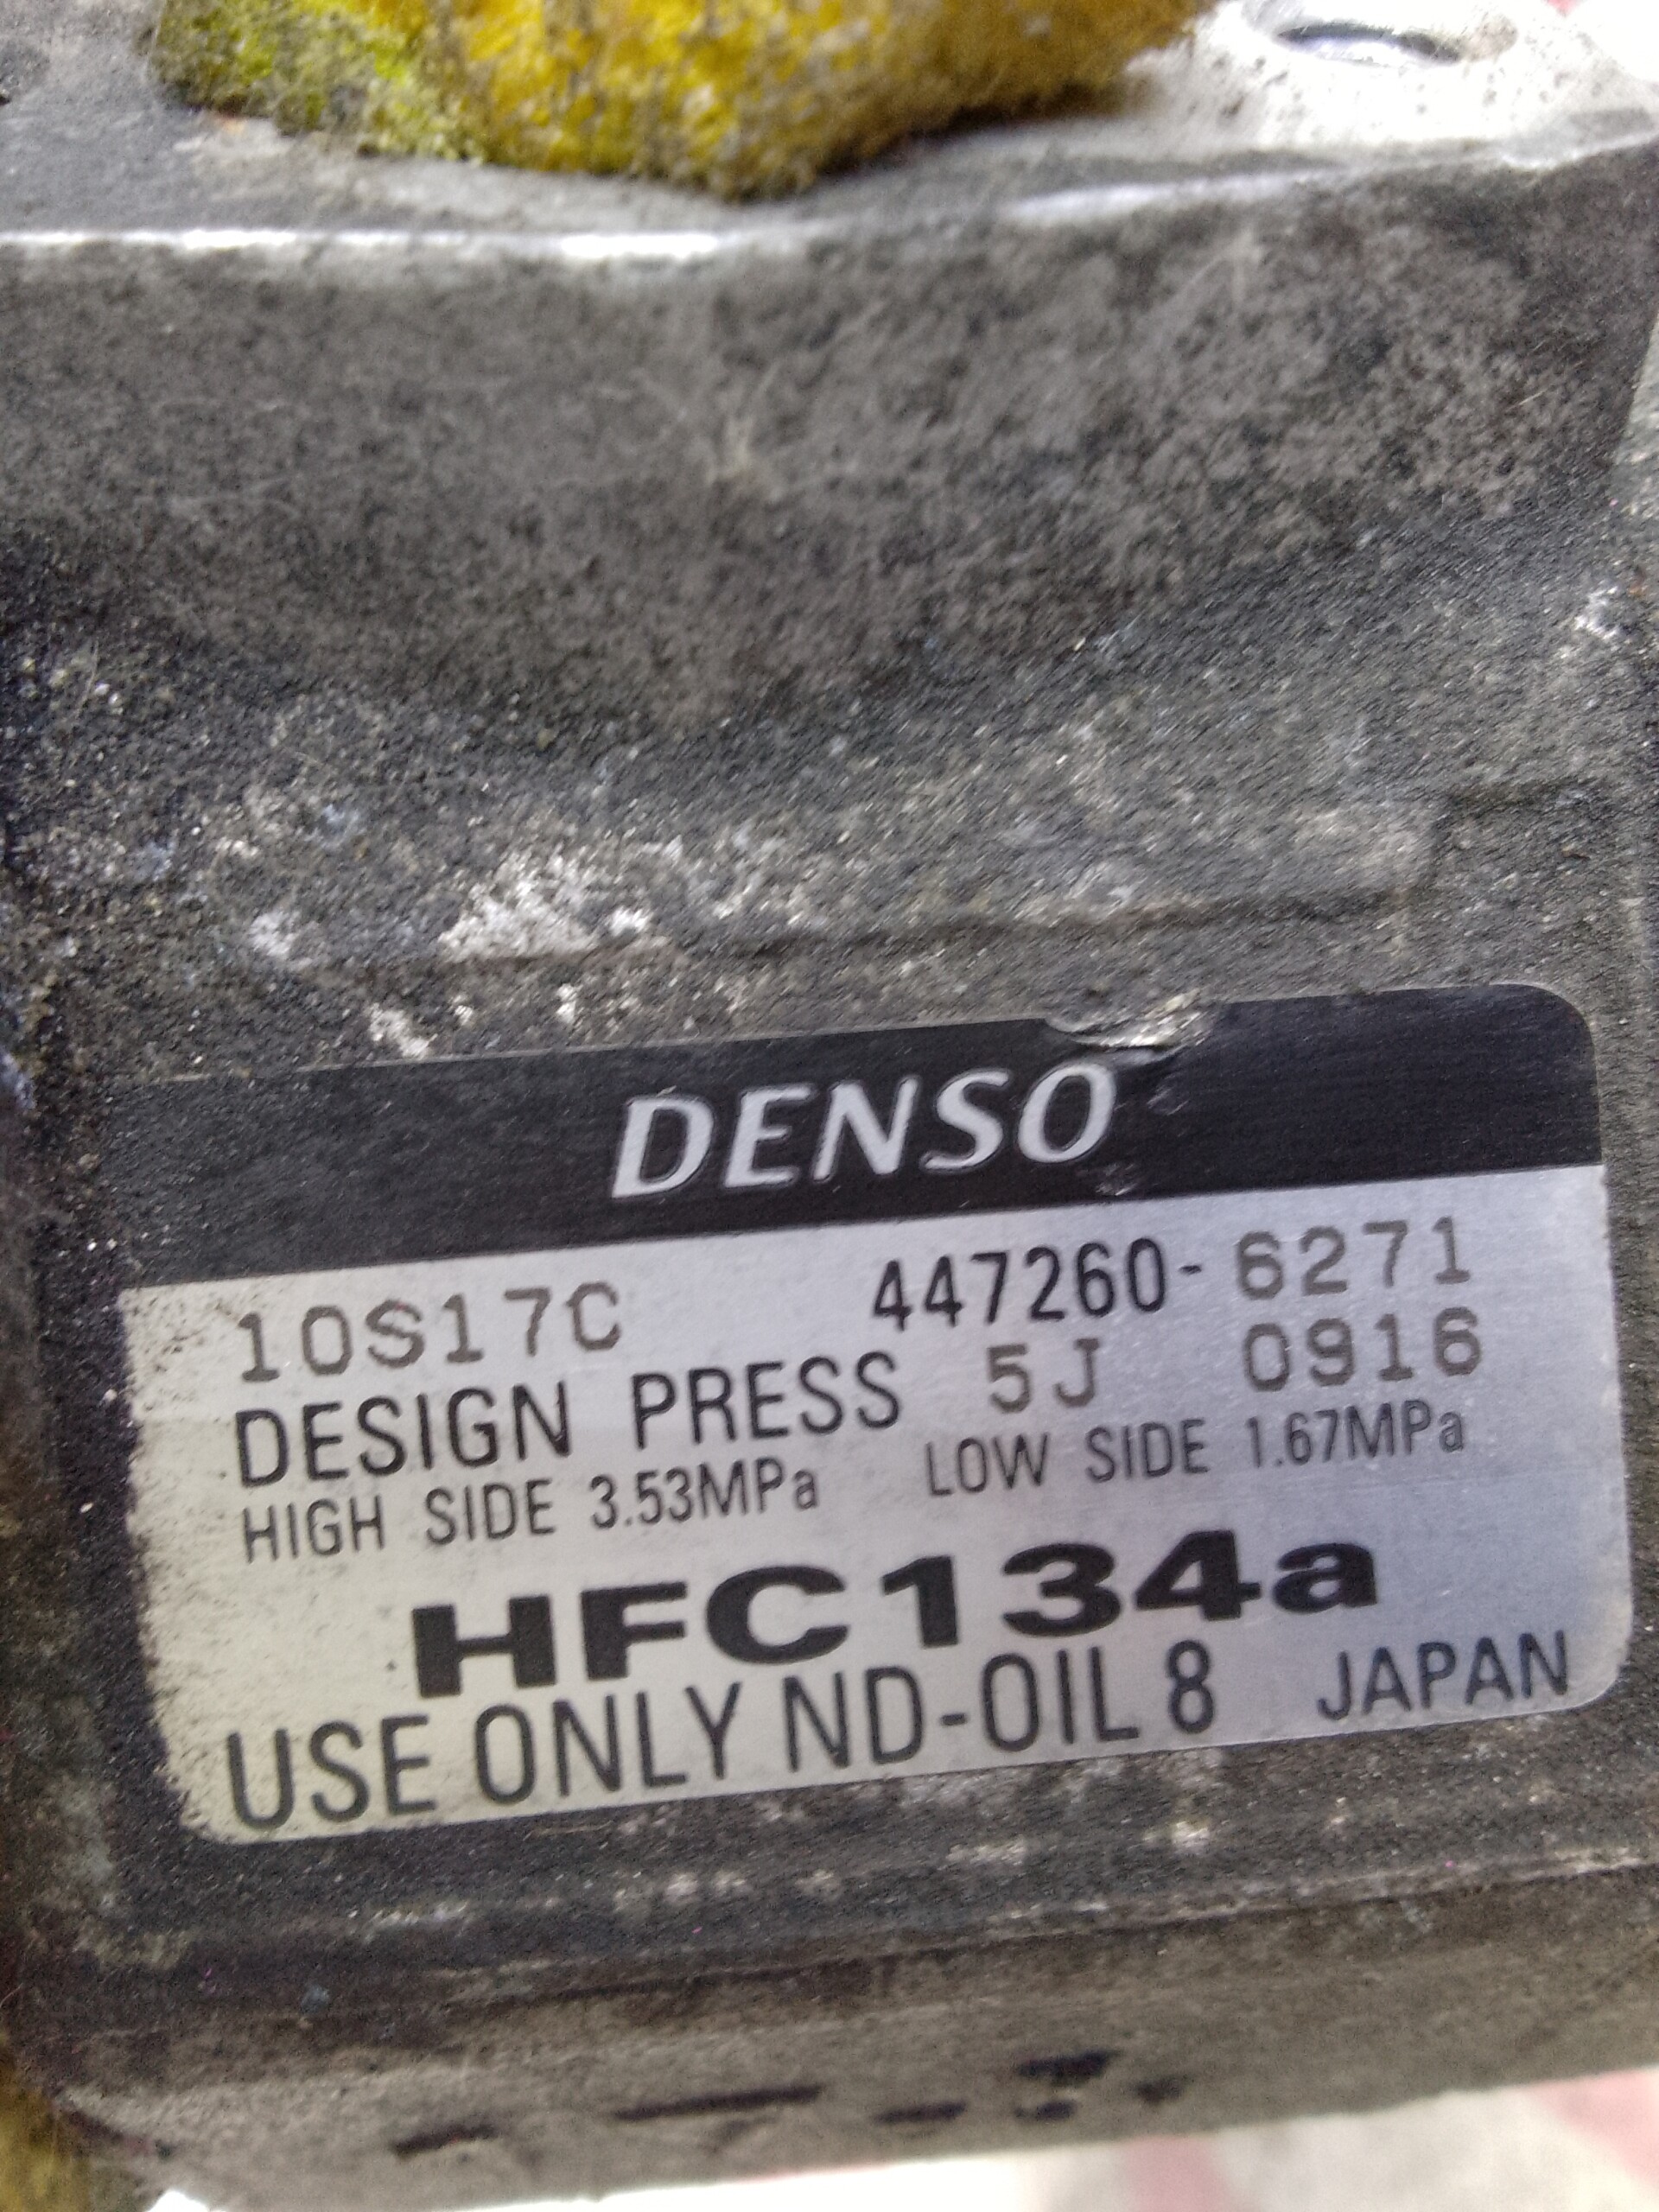 DENSO
10S17C 447260-6271
DESIGN PRESS 5J 0916
HIGH SIDE 3.53MPa LOW SIDE 1.67MPa
HFC134a
USE ONLY ND-OIL 8 JAPAN